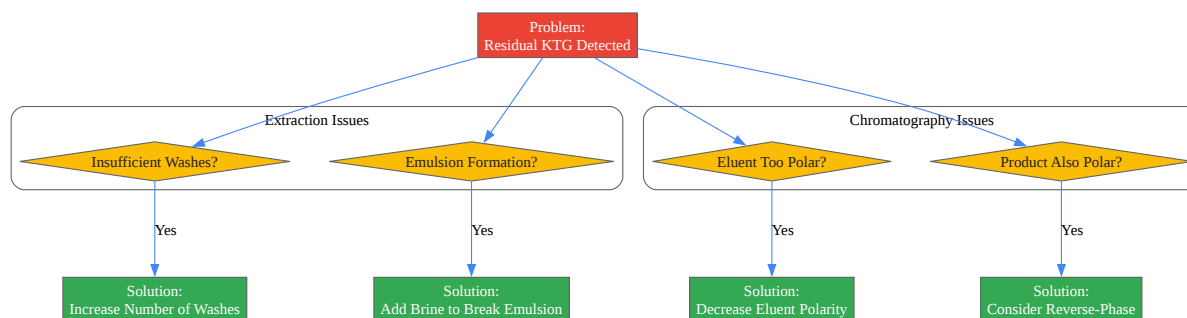 Problem:
Residual KTG Detected
Extraction Issues
Chromatography Issues
Insufficient Washes?
Emulsion Formation?
Eluent Too Polar?
Product Also Polar?
Yes
Yes
Yes
Yes
Solution:
Increase Number of Washes
Solution:
Add Brine to Break Emulsion
Solution:
Decrease Eluent Polarity
Solution:
Consider Reverse-Phase